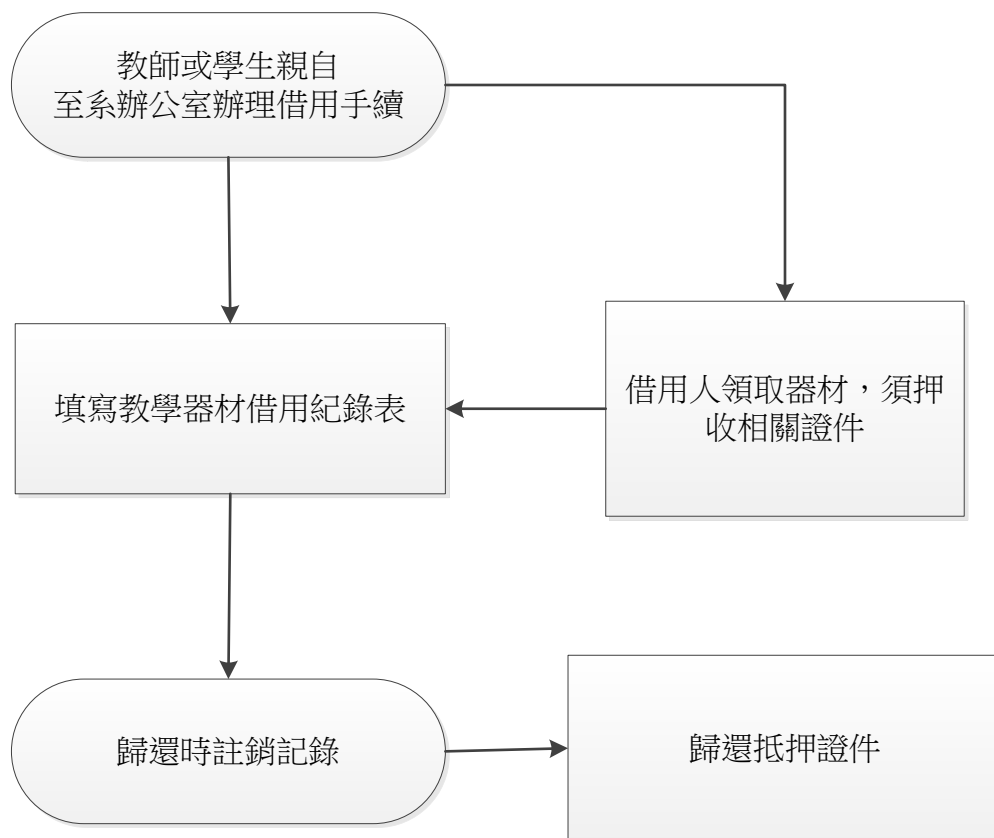 教師或學生親自
至系辦公室辦理借用手續
填寫教學器材借用紀錄表
借用人領取器材，須押
收相關證件
歸還時註銷記錄
歸還抵押證件